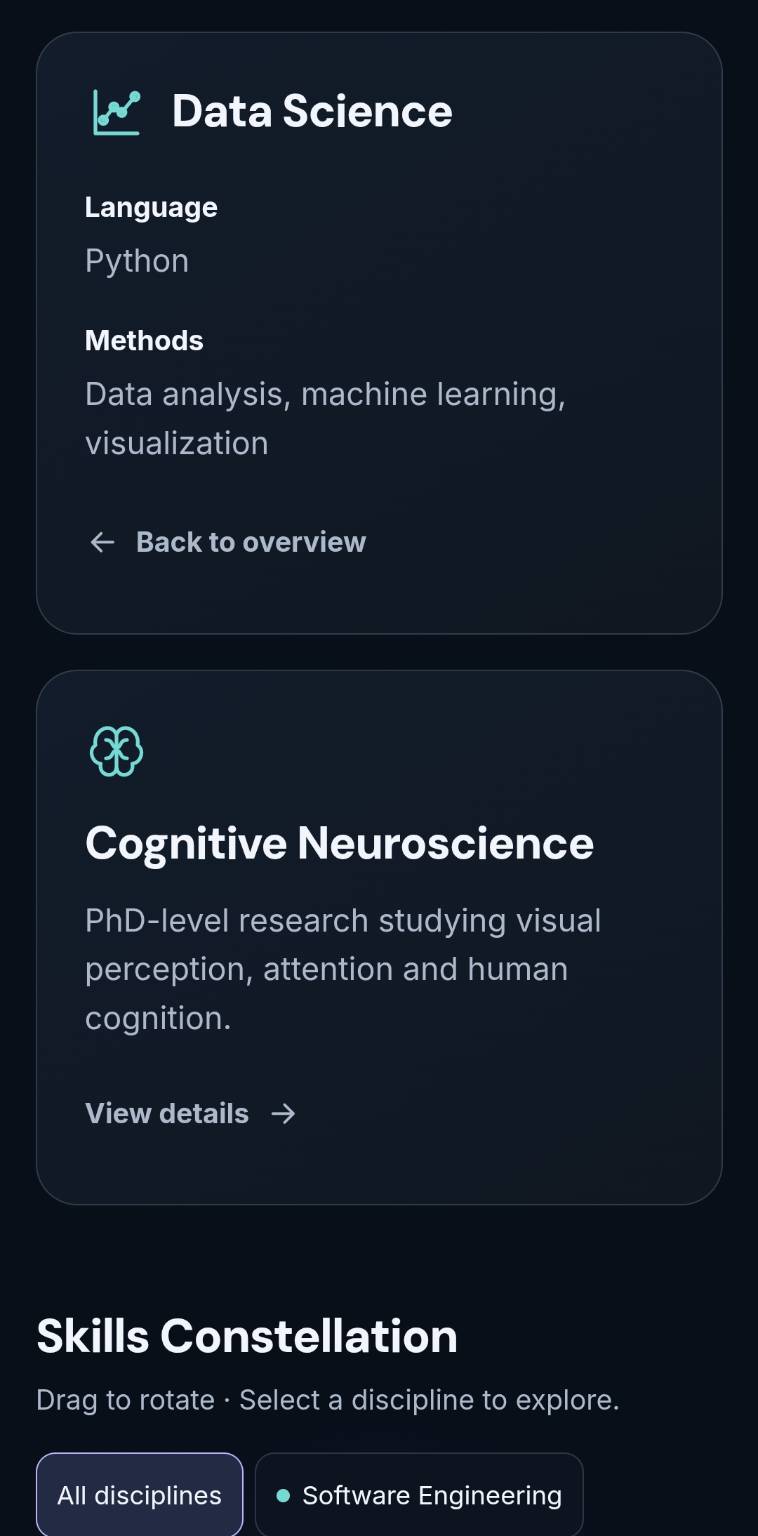 Data Science
Language
Python
Methods
Data analysis, machine learning,
visualization
← Back to overview
Cognitive Neuroscience
PhD-level research studying visual
perception, attention and human
cognition.
View details →
Skills Constellation
Drag to rotate · Select a discipline to explore.
All disciplines
Software Engineering